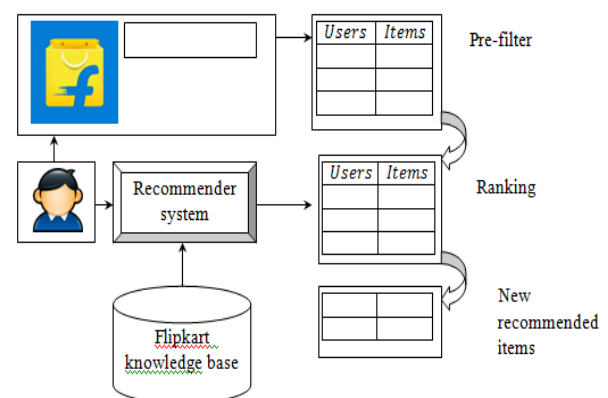 Users Items
Pre-filter
Recommender
system
Users Items
Ranking
New
recommended
items
Flipkart
knowledge base